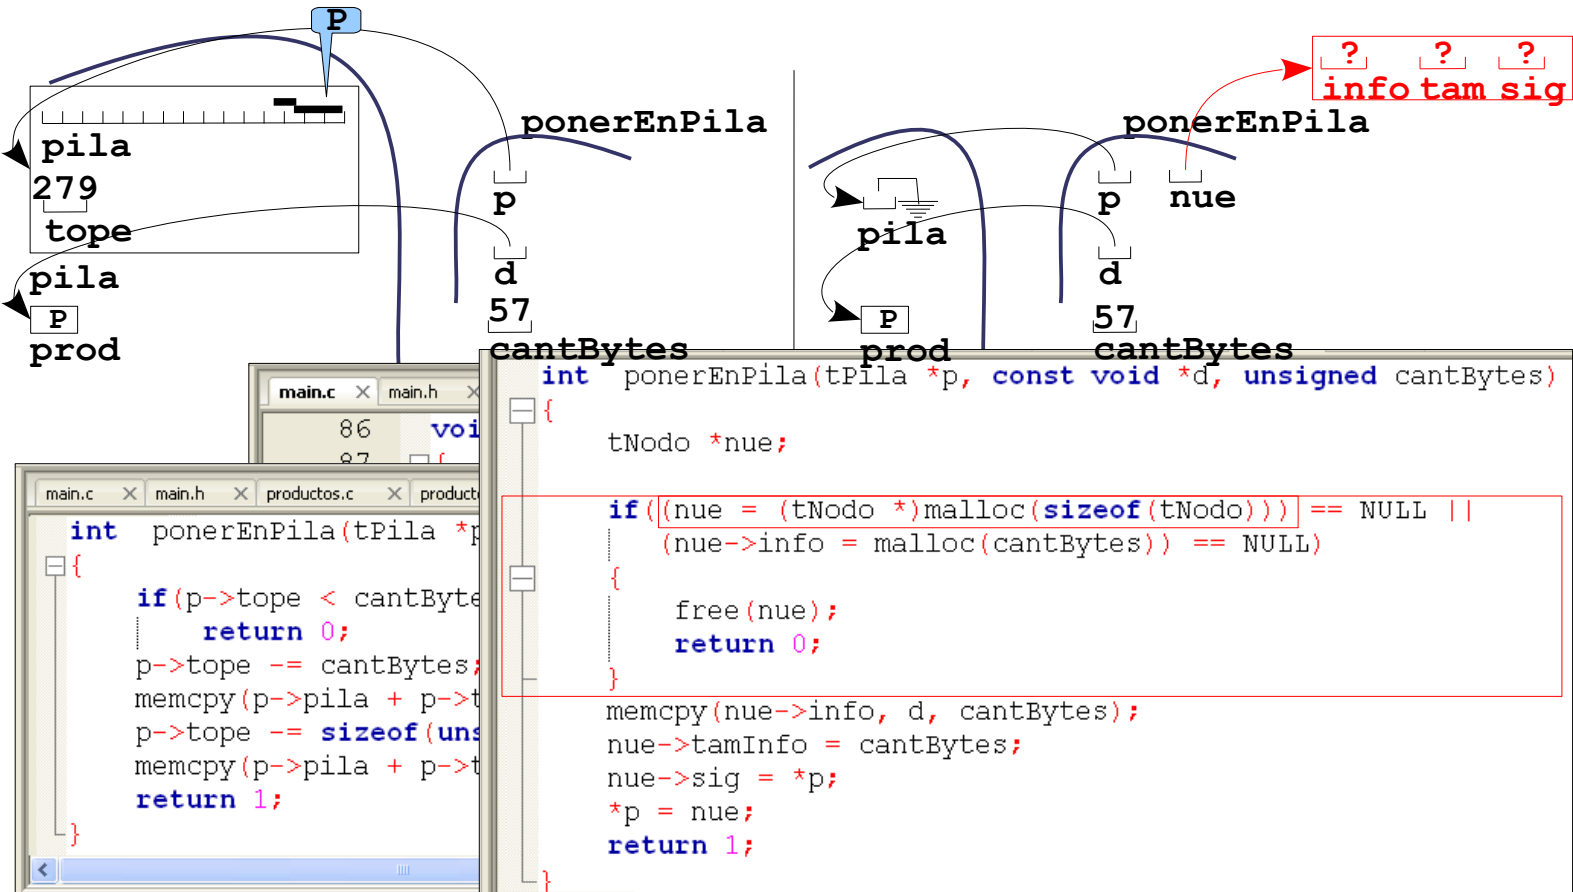 P
? ? ?
info tam sig
ponerEnPila
ponerEnPila
pila
279
tope
p
p
nue
pila
pila
d
d
57
57
P
P
prod
cantBytes
prod
cantBytes
main.c main.h
86 voi
87 {
main.c main.h productos.c product
int ponerEnPila(tPila *p
{
if(p->tope < cantByte
return 0;
p->tope -= cantBytes;
memcpy(p->pila + p->t
p->tope -= sizeof(uns
memcpy(p->pila + p->t
return 1;
}
int ponerEnPila(tPila *p, const void *d, unsigned cantBytes)
{
tNodo *nue;
if((nue = (tNodo *)malloc(sizeof(tNodo))) == NULL ||
(nue->info = malloc(cantBytes)) == NULL)
{
free(nue);
return 0;
}
memcpy(nue->info, d, cantBytes);
nue->tamInfo = cantBytes;
nue->sig = *p;
*p = nue;
return 1;
}